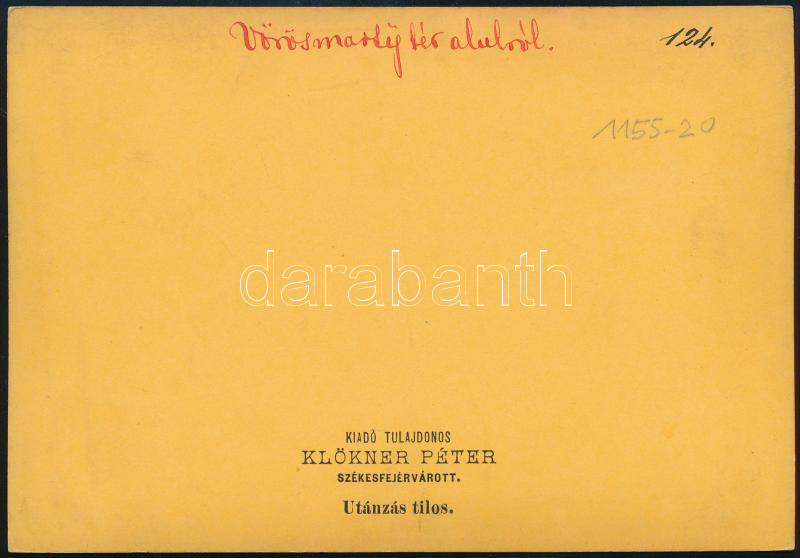 Vörösmarty tér alulról.
124.
1155-20
darabanth
KIADÓ TULAJDONOS
KLÖKNER PÉTER
SZÉKESFEJÉRVÁROTT.
Utánzás tilos.